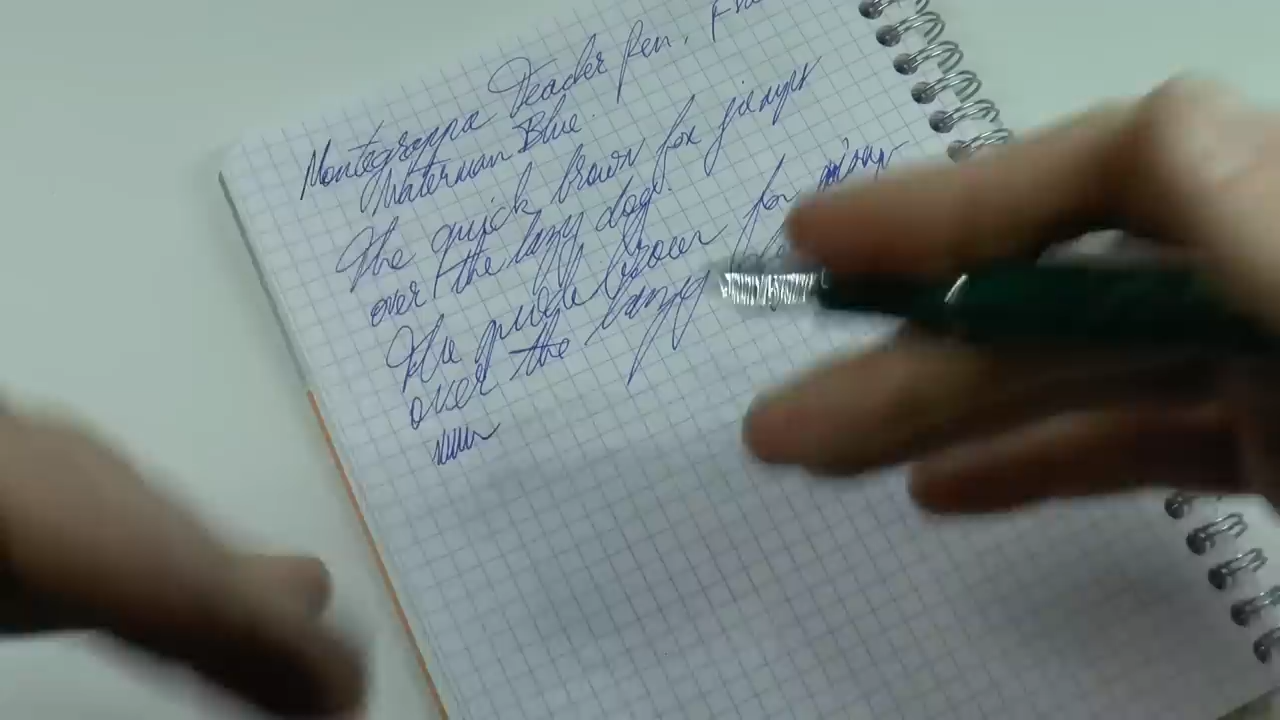 Montegrappa Feader Pen. F
Waterman Blue.
The quick brown fox jumps
over the lazy dog.
The quick brown fox
over the lazy